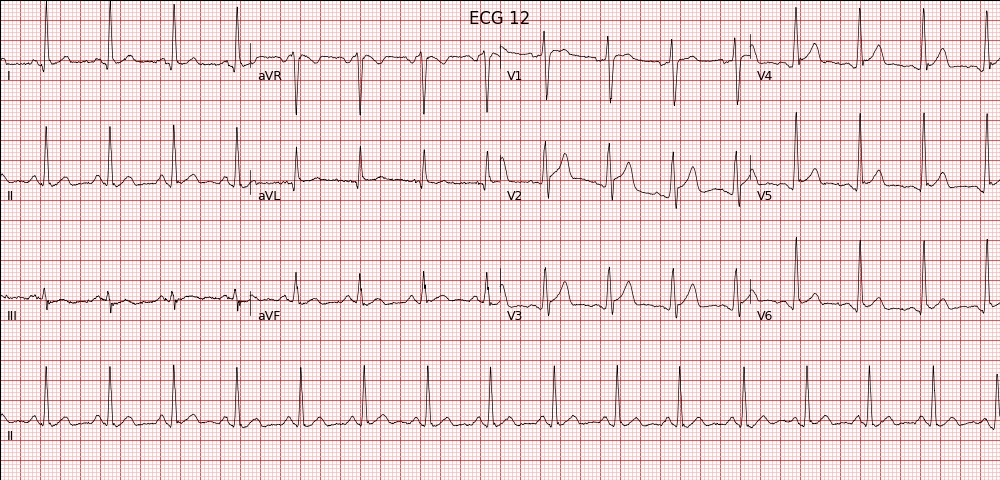 ECG 12
I aVR V1 V4
II aVL V2 V5
III aVF V3 V6
II